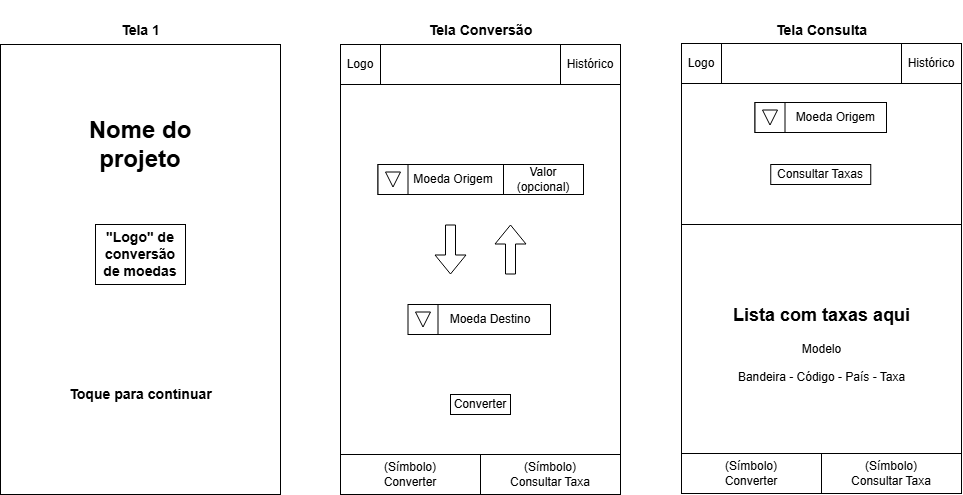 Tela 1
Nome do
projeto
"Logo" de
conversão
de moedas
Toque para continuar
Tela Conversão
Logo
Histórico
Moeda Origem
Valor
(opcional)
Moeda Destino
Converter
(Símbolo)
Converter
(Símbolo)
Consultar Taxa
Tela Consulta
Logo
Histórico
Moeda Origem
Consultar Taxas
Lista com taxas aqui
Modelo
Bandeira - Código - País - Taxa
(Símbolo)
Converter
(Símbolo)
Consultar Taxa